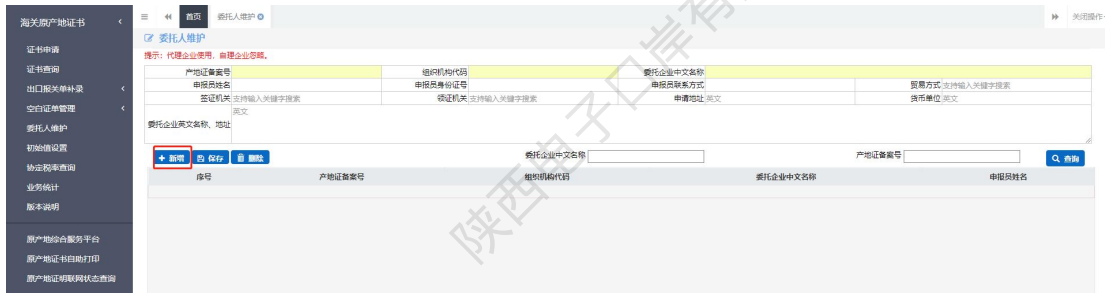 海关原产地证书
首页 委托人维护
关闭操作
证书申请
证书查询
出口报关单补录
空白证单管理
委托人维护
初始值设置
协定税率查询
业务统计
版本说明
原产地综合服务平台
原产地证书自助打印
原产地证明联网状态查询
委托人维护
提示：代理企业使用，自理企业忽略。
产地证备案号 组织机构代码 委托企业中文名称
申报员姓名 申报员身份证号 申报员联系方式 贸易方式 支持输入关键字搜索
签证机关 支持输入关键字搜索 领证机关 支持输入关键字搜索 申请地址 英文 货币单位 英文
委托企业英文名称、地址 英文
新增 保存 删除 委托企业中文名称 产地证备案号 查询
序号 产地证备案号 组织机构代码 委托企业中文名称 申报员姓名
陕西电子口岸有